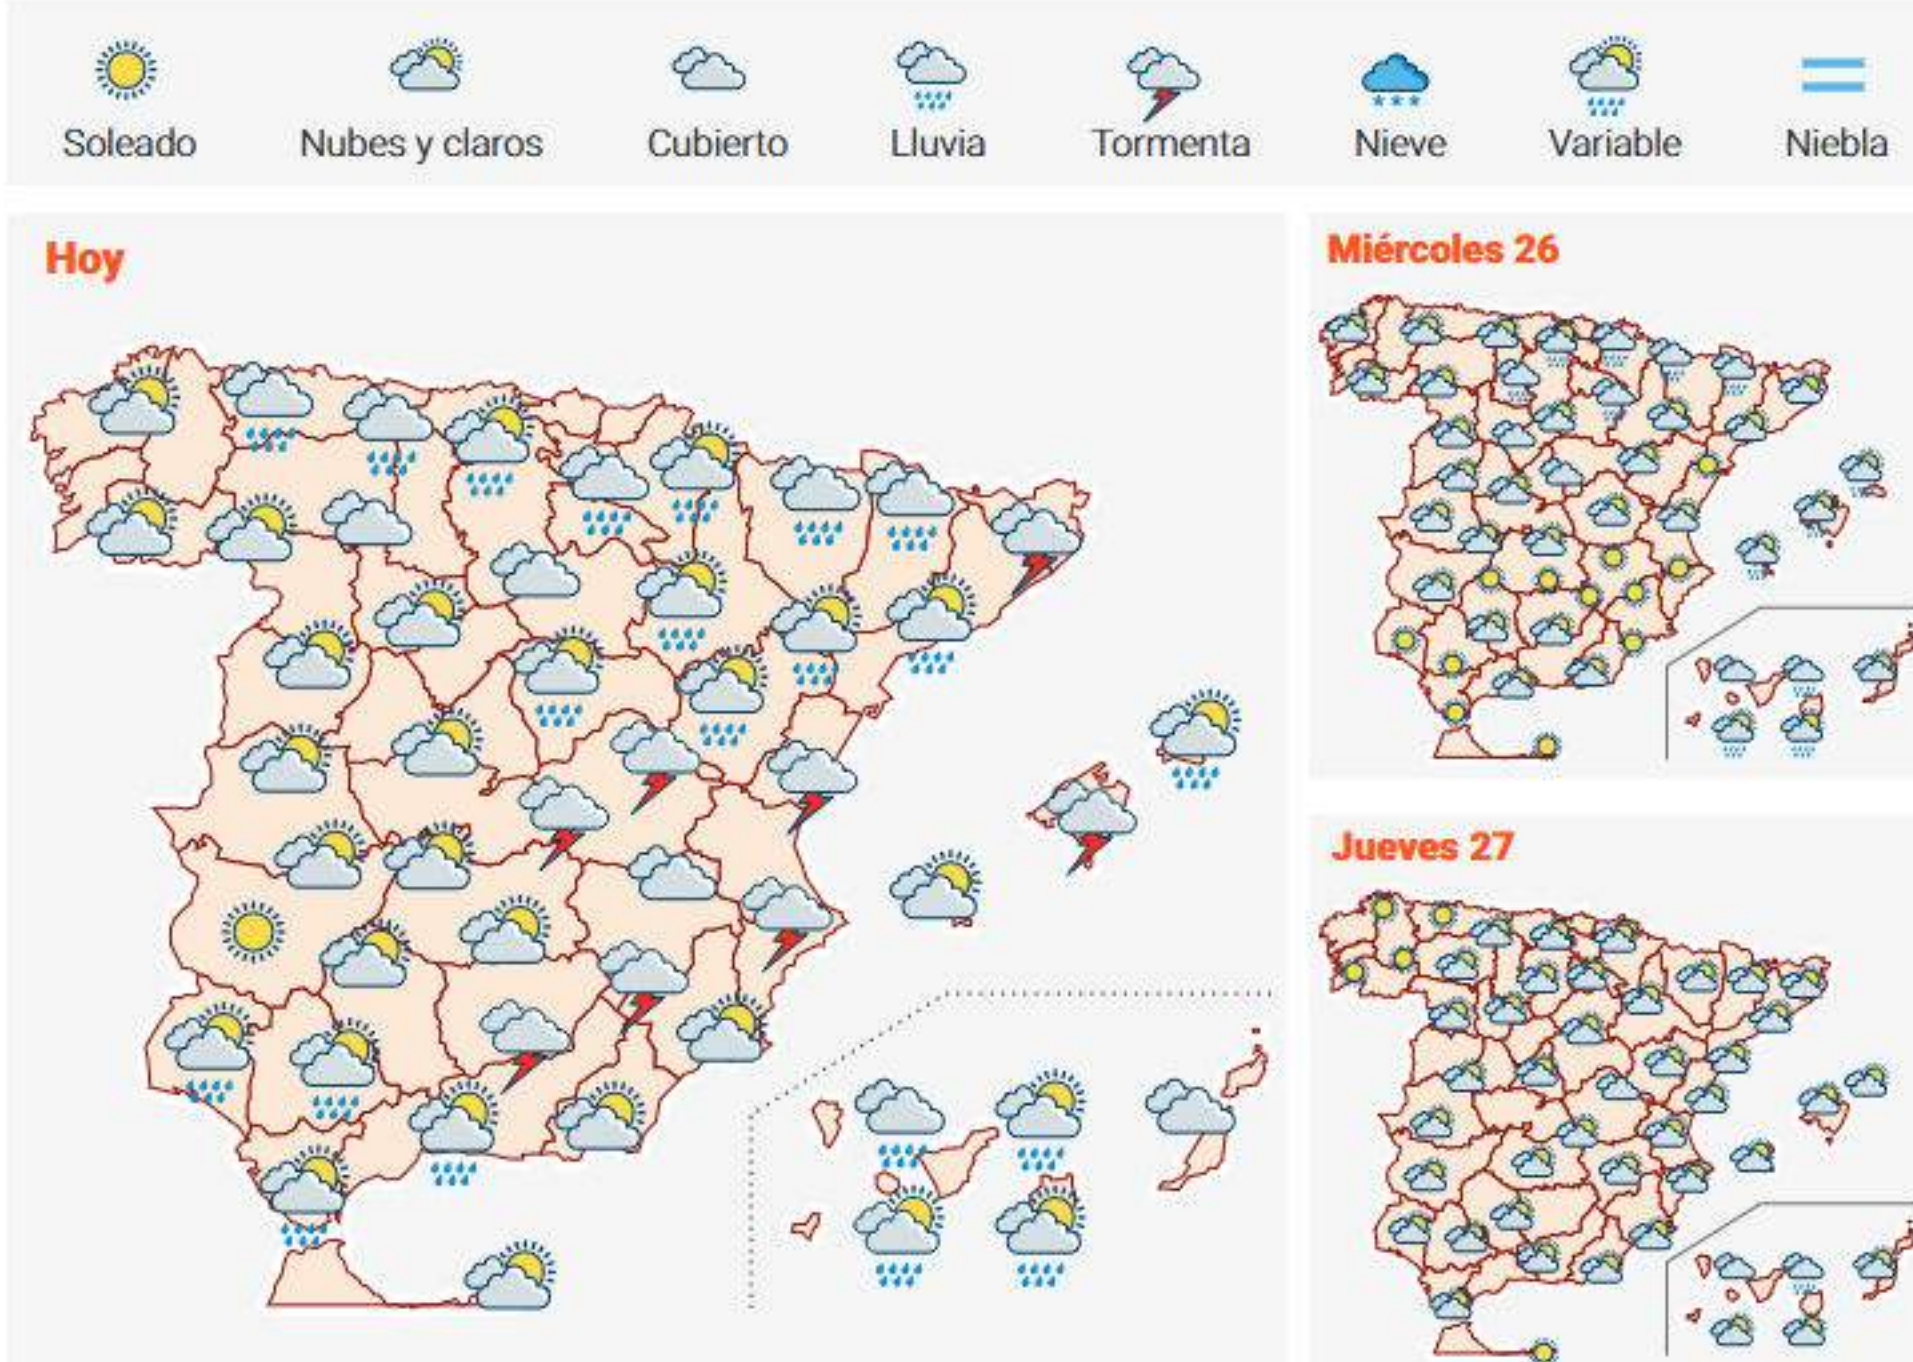 Soleado
Nubes y claros
Cubierto
Lluvia
Tormenta
Nieve
Variable
Niebla
Hoy
Miércoles 26
Jueves 27